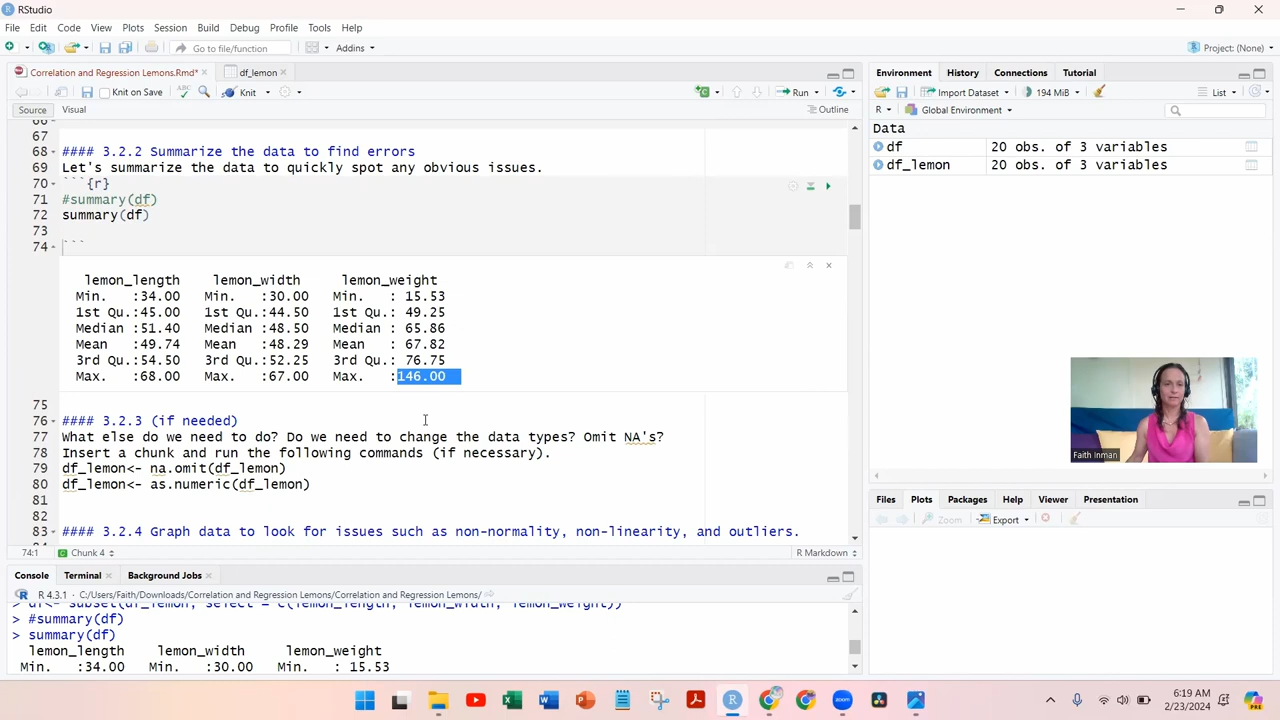 RStudio
File Edit Code View Plots Session Build Debug Profile Tools Help
Go to file/function Addins Project: (None)
Correlation and Regression Lemons.Rmd* df_lemon
Knit on Save Knit Run
Source Visual Outline
66
67
68 #### 3.2.2 Summarize the data to find errors
69 Let's summarize the data to quickly spot any obvious issues.
70 ```{r}
71 #summary(df)
72 summary(df)
73
74 ```
lemon_length lemon_width lemon_weight
Min. :34.00 Min. :30.00 Min. : 15.53
1st Qu.:45.00 1st Qu.:44.50 1st Qu.: 49.25
Median :51.40 Median :48.50 Median : 65.86
Mean :49.74 Mean :48.29 Mean : 67.82
3rd Qu.:54.50 3rd Qu.:52.25 3rd Qu.: 76.75
Max. :68.00 Max. :67.00 Max. :146.00
75
76 #### 3.2.3 (if needed)
77 What else do we need to do? Do we need to change the data types? Omit NA's?
78 Insert a chunk and run the following commands (if necessary).
79 df_lemon<- na.omit(df_lemon)
80 df_lemon<- as.numeric(df_lemon)
81
82
83 #### 3.2.4 Graph data to look for issues such as non-normality, non-linearity, and outliers.
74:1 Chunk 4 R Markdown
Console Terminal Background Jobs
R 4.3.1 · C:/Users/Faith/Downloads/Correlation and Regression Lemons/Correlation and Regression Lemons/
> df<- subset(df_lemon, select = c(lemon_length, lemon_width, lemon_weight))
> #summary(df)
> summary(df)
lemon_length lemon_width lemon_weight
Min. :34.00 Min. :30.00 Min. : 15.53
Environment History Connections Tutorial
Import Dataset 194 MiB List
R Global Environment
Data
df 20 obs. of 3 variables
df_lemon 20 obs. of 3 variables
Faith Inman
Files Plots Packages Help Viewer Presentation
Zoom Export
zoom
6:19 AM
2/23/2024
PRE